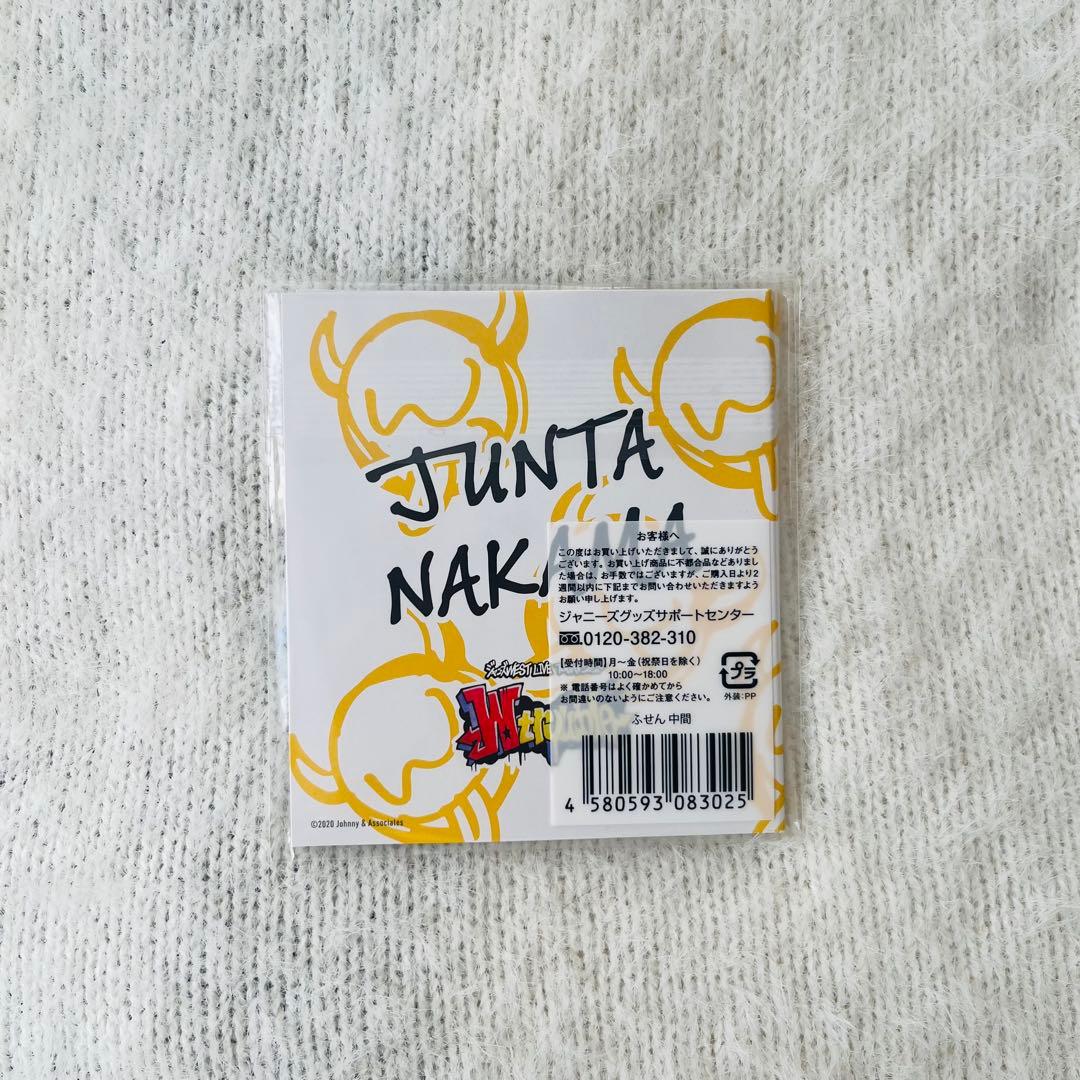 JUNTA
NAKAMA
お客様へ
この度はお買い上げいただきまして、誠にありがとう
ございます。お買い上げ商品に不都合品などありまし
た場合は、お手数ではございますが、ご購入日より2
週間以内に下記までお問い合わせいただきますよう
お願い申し上げます。
ジャニーズグッズサポートセンター
0120-382-310
【受付時間】月〜金(祝祭日を除く)
10:00〜18:00
※ 電話番号はよく確かめてから
お間違いのないようにご注意ください。
プラ
外装:PP
ふせん 中間
4 580593 083025
ジャニーズWEST LIVE
W trouble
©2020 Johnny & Associates